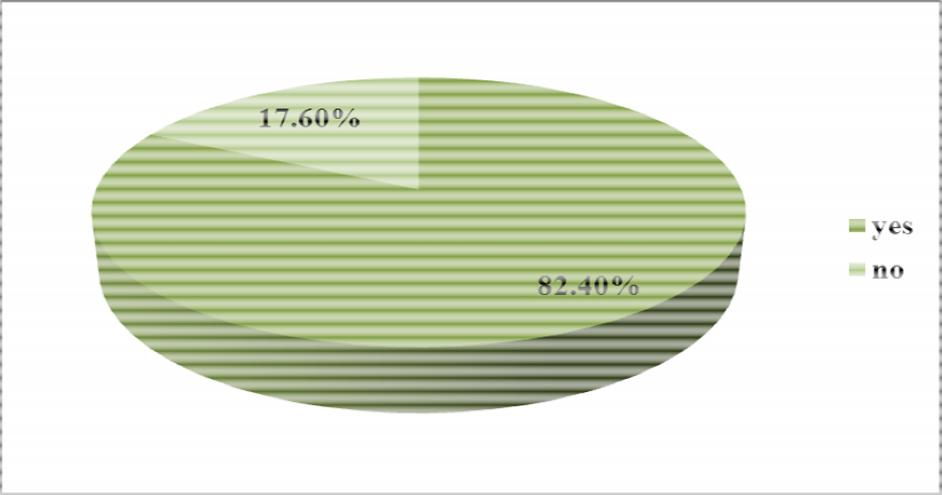 17.60%
82.40%
yes
no